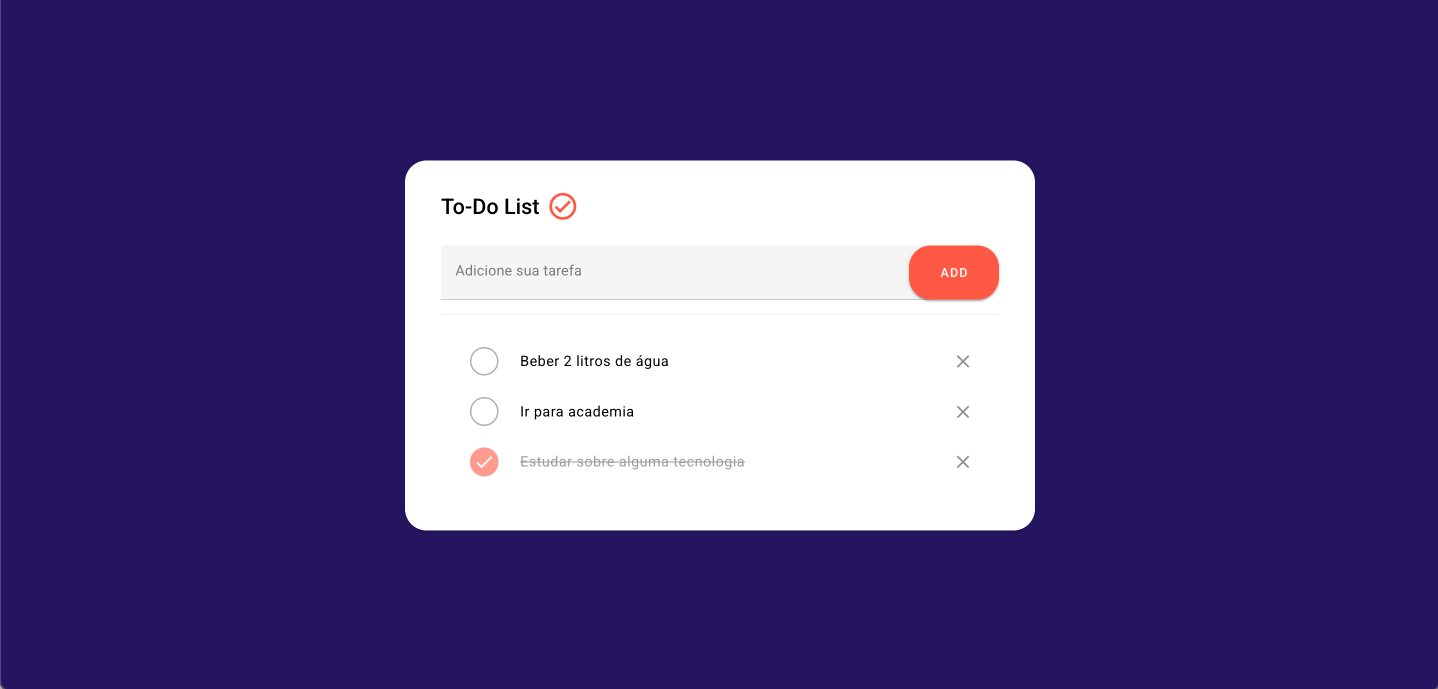 To-Do List
Adicione sua tarefa
ADD
Beber 2 litros de água
Ir para academia
Estudar sobre alguma tecnologia